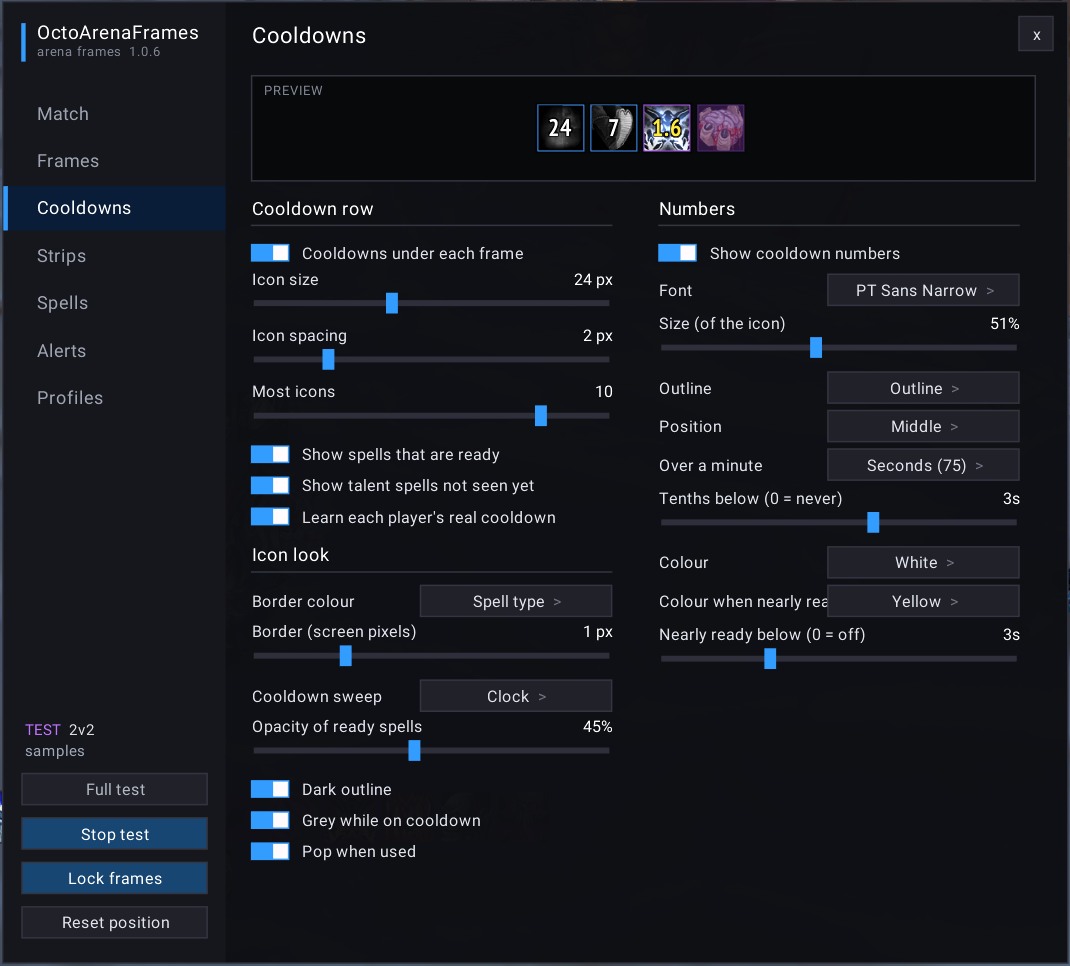 OctoArenaFrames
arena frames 1.0.6
Match
Frames
Cooldowns
Strips
Spells
Alerts
Profiles
TEST 2v2
samples
Full test
Stop test
Lock frames
Reset position
Cooldowns
x
PREVIEW
24 7 1.6
Cooldown row
Cooldowns under each frame
Icon size 24 px
Icon spacing 2 px
Most icons 10
Show spells that are ready
Show talent spells not seen yet
Learn each player's real cooldown
Icon look
Border colour Spell type >
Border (screen pixels) 1 px
Cooldown sweep Clock >
Opacity of ready spells 45%
Dark outline
Grey while on cooldown
Pop when used
Numbers
Show cooldown numbers
Font PT Sans Narrow >
Size (of the icon) 51%
Outline Outline >
Position Middle >
Over a minute Seconds (75) >
Tenths below (0 = never) 3s
Colour White >
Colour when nearly rea Yellow >
Nearly ready below (0 = off) 3s